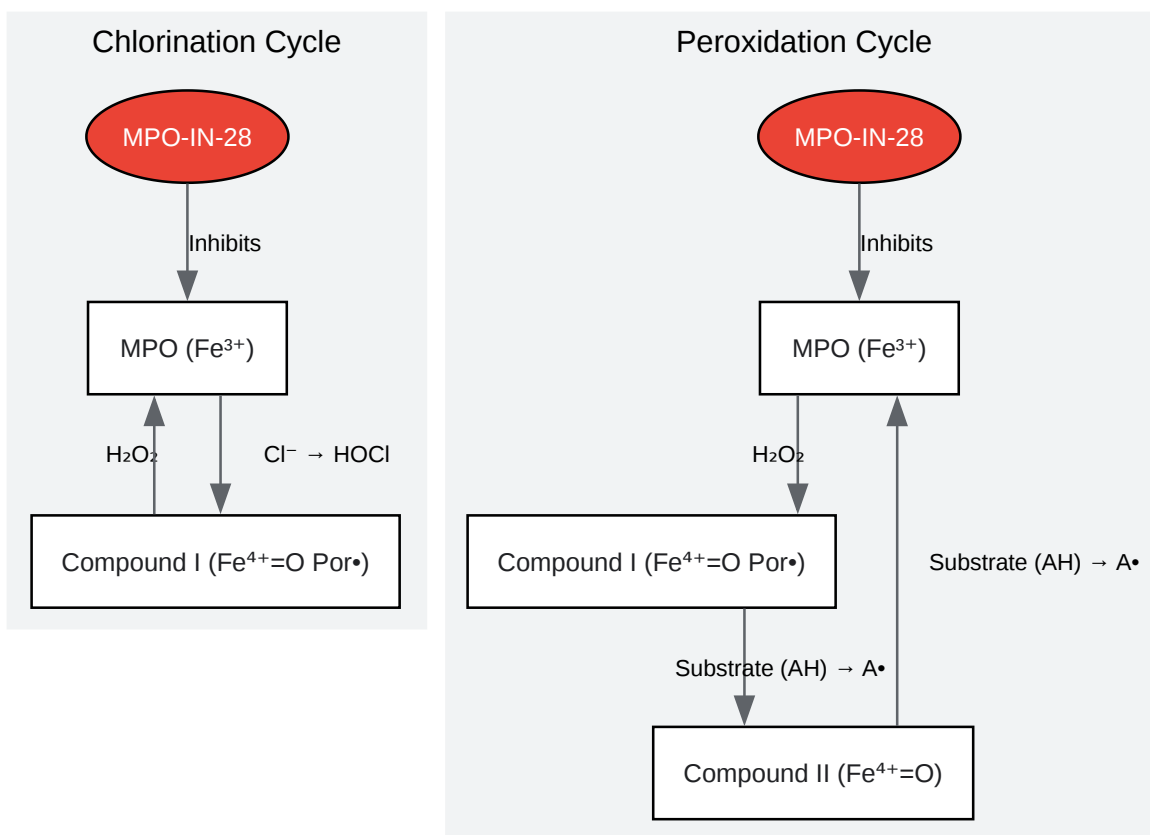 Chlorination Cycle
MPO-IN-28
Inhibits
MPO (Fe³⁺)
H₂O₂
Cl⁻ → HOCl
Compound I (Fe⁴⁺=O Por•)
Peroxidation Cycle
MPO-IN-28
Inhibits
MPO (Fe³⁺)
H₂O₂
Compound I (Fe⁴⁺=O Por•)
Substrate (AH) → A•
Substrate (AH) → A•
Compound II (Fe⁴⁺=O)